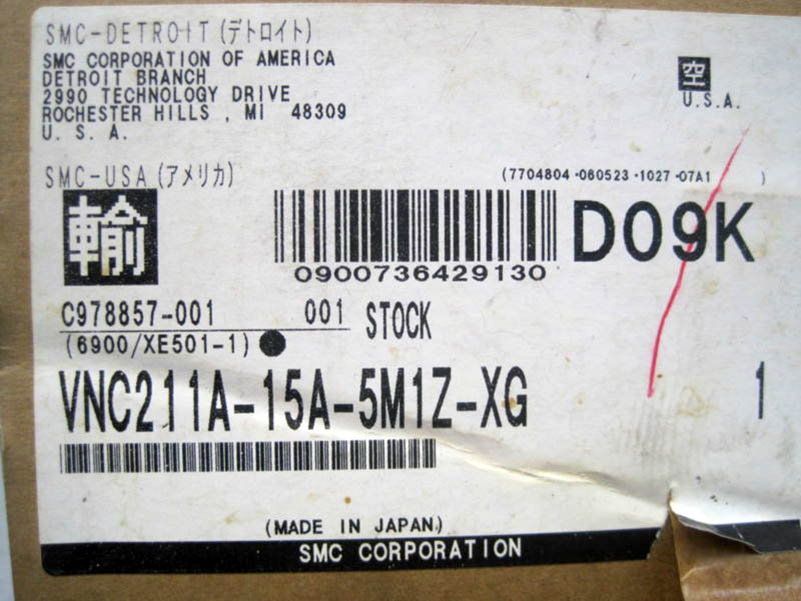 SMC-DETROIT(デトロイト)
SMC CORPORATION OF AMERICA
DETROIT BRANCH
2990 TECHNOLOGY DRIVE
ROCHESTER HILLS , MI 48309
U. S. A.
空
U.S.A.
SMC-USA(アメリカ)
(7704804-060523-1027-07A1 )
輸
0900736429130
D09K
C978857-001 001 STOCK
(6900/XE501-1)●
VNC211A-15A-5M1Z-XG 1
(MADE IN JAPAN)
SMC CORPORATION